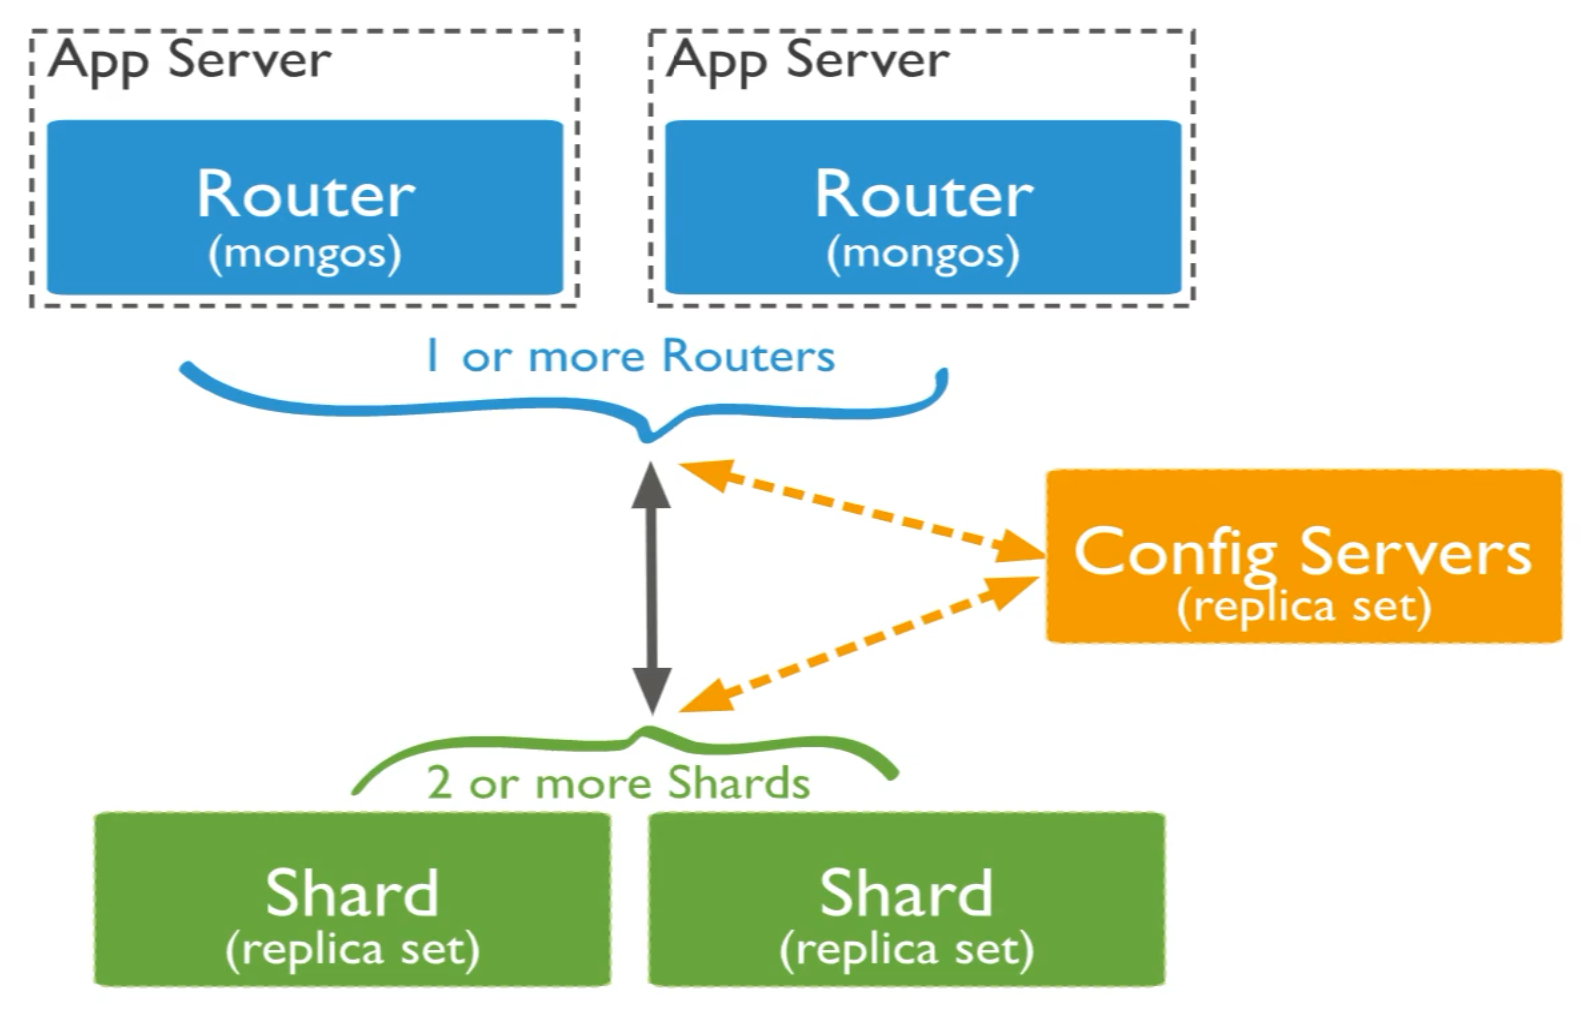 App Server
Router
(mongos)
App Server
Router
(mongos)
1 or more Routers
Config Servers
(replica set)
2 or more Shards
Shard
(replica set)
Shard
(replica set)